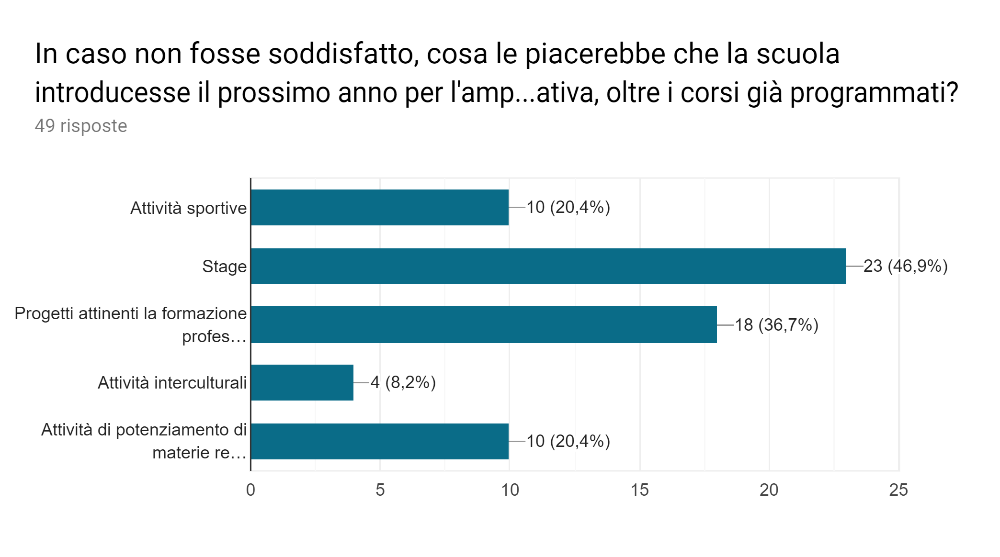 In caso non fosse soddisfatto, cosa le piacerebbe che la scuola
introducesse il prossimo anno per l'amp...ativa, oltre i corsi già programmati?
49 risposte
Attività sportive
10 (20,4%)
Stage
23 (46,9%)
Progetti attinenti la formazione
profes…
18 (36,7%)
Attività interculturali
4 (8,2%)
Attività di potenziamento di
materie re…
10 (20,4%)
0 5 10 15 20 25